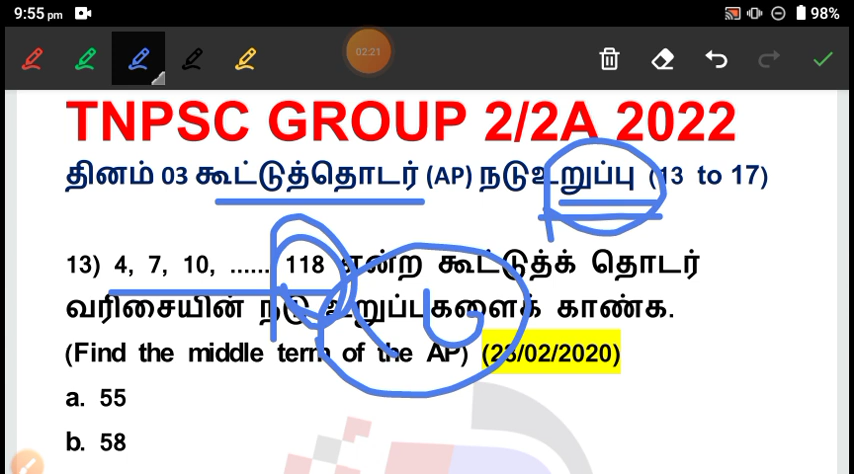 9:55 pm
98%
02:21
TNPSC GROUP 2/2A 2022
தினம் 03 கூட்டுத்தொடர் (AP) நடுஉறுப்பு (13 to 17)
13) 4, 7, 10, ...... 118 என்ற கூட்டுத்க் தொடர்
வரிசையின் நடு உறுப்புகளைக் காண்க.
(Find the middle term of the AP) (23/02/2020)
a. 55
b. 58